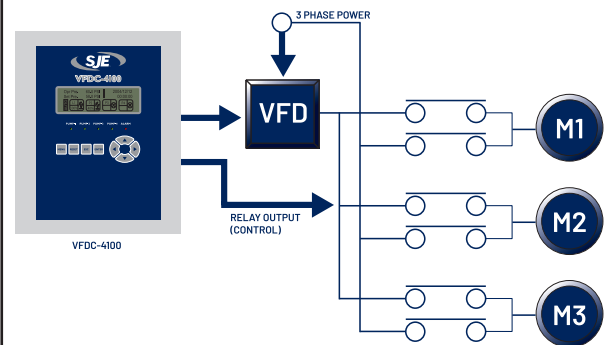 3 PHASE POWER
SJE
VFDC-4100
VFD
M1
M2
M3
RELAY OUTPUT
(CONTROL)
VFDC-4100